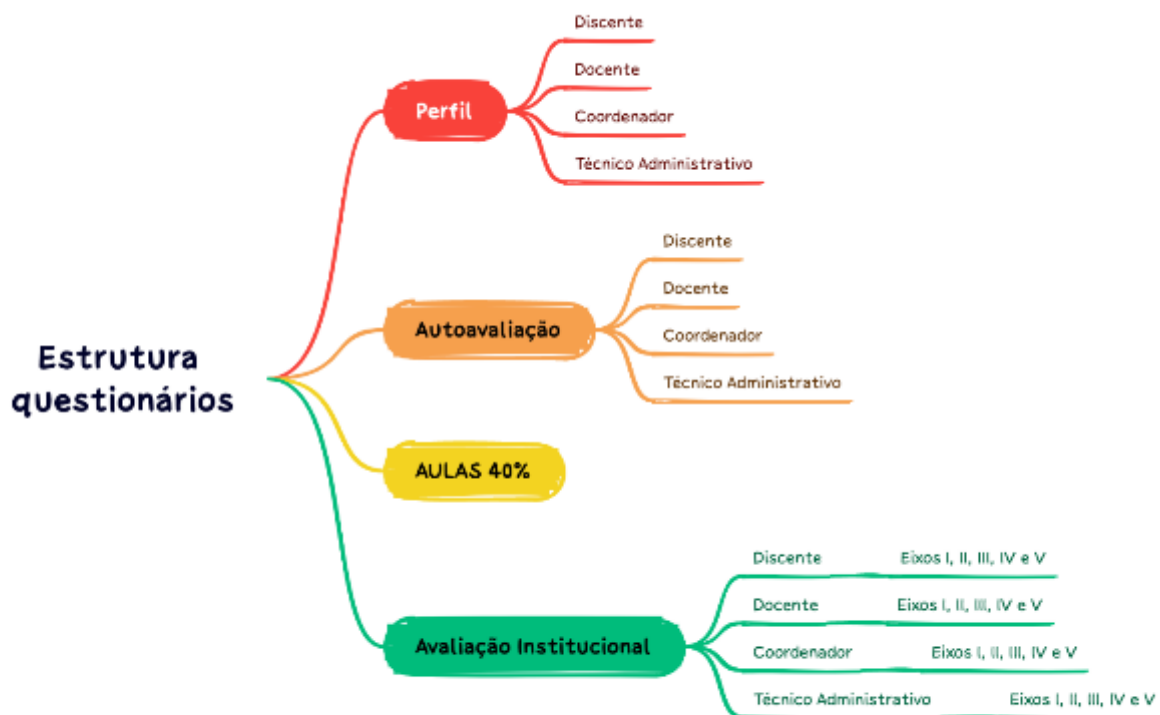 Estrutura
questionários
Perfil
Discente
Docente
Coordenador
Técnico Administrativo
Autoavaliação
Discente
Docente
Coordenador
Técnico Administrativo
AULAS 40%
Avaliação Institucional
Discente Eixos I, II, III, IV e V
Docente Eixos I, II, III, IV e V
Coordenador Eixos I, II, III, IV e V
Técnico Administrativo Eixos I, II, III, IV e V